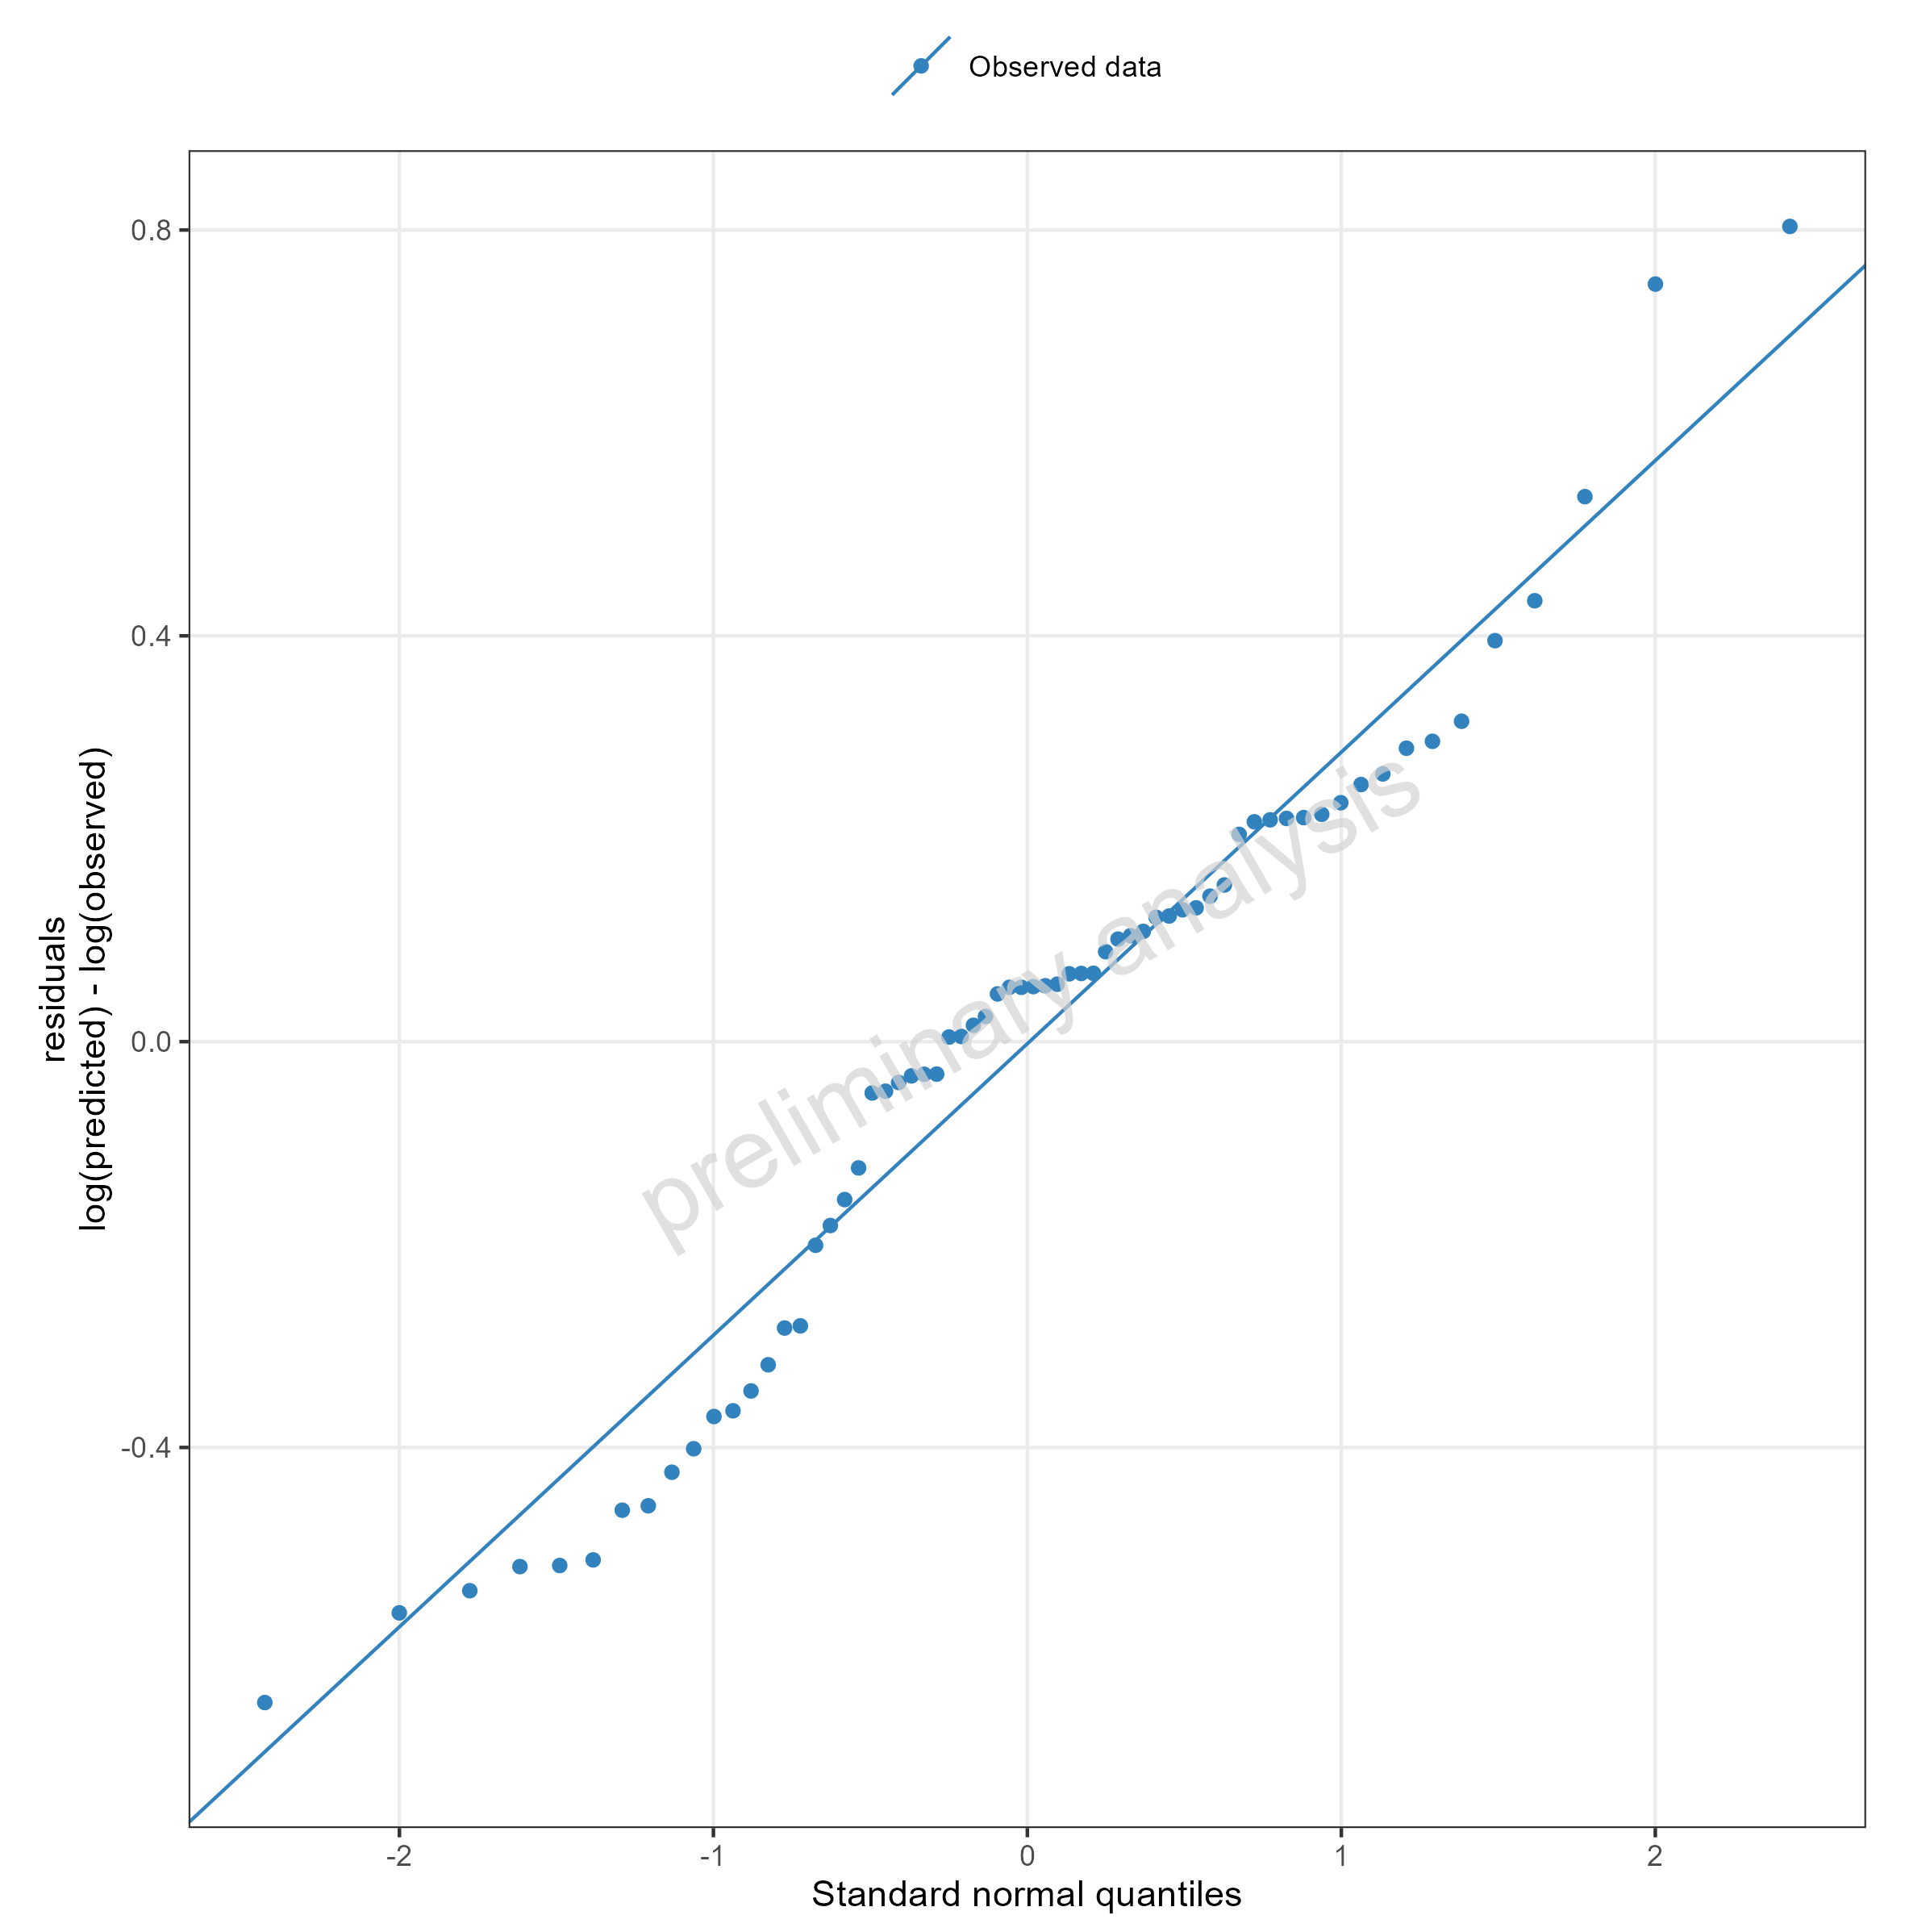 Observed data
0.8
0.4
0.0
-0.4
residuals
log(predicted) - log(observed)
preliminary analysis
-2
-1
0
1
2
Standard normal quantiles